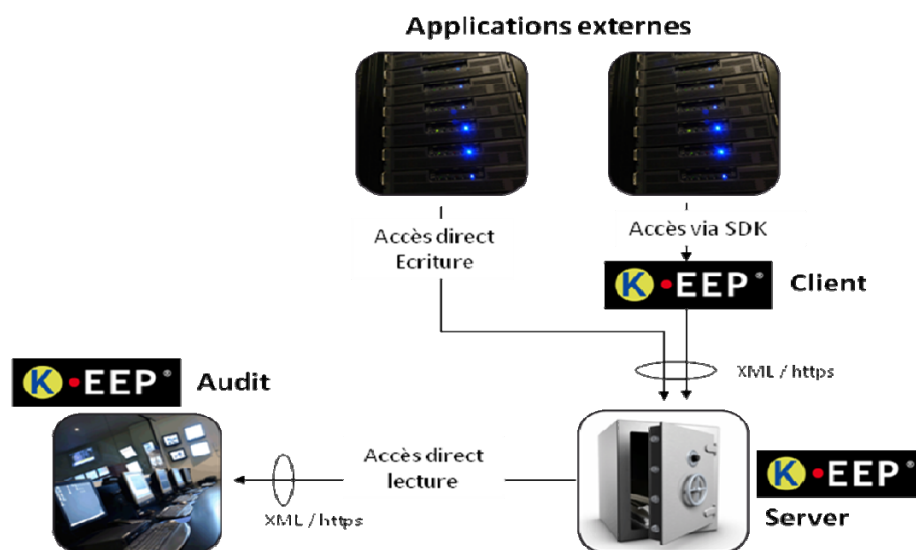 Applications externes
Accès direct
Ecriture
Accès via SDK
K•EEP® Client
XML / https
K•EEP® Audit
Accès direct
lecture
XML / https
K•EEP®
Server